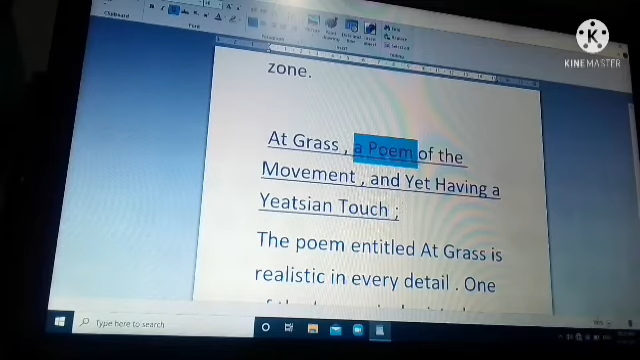 KINEMASTER
zone.
At Grass , a Poem of the
Movement , and Yet Having a
Yeatsian Touch ;
The poem entitled At Grass is
realistic in every detail . One
Type here to search